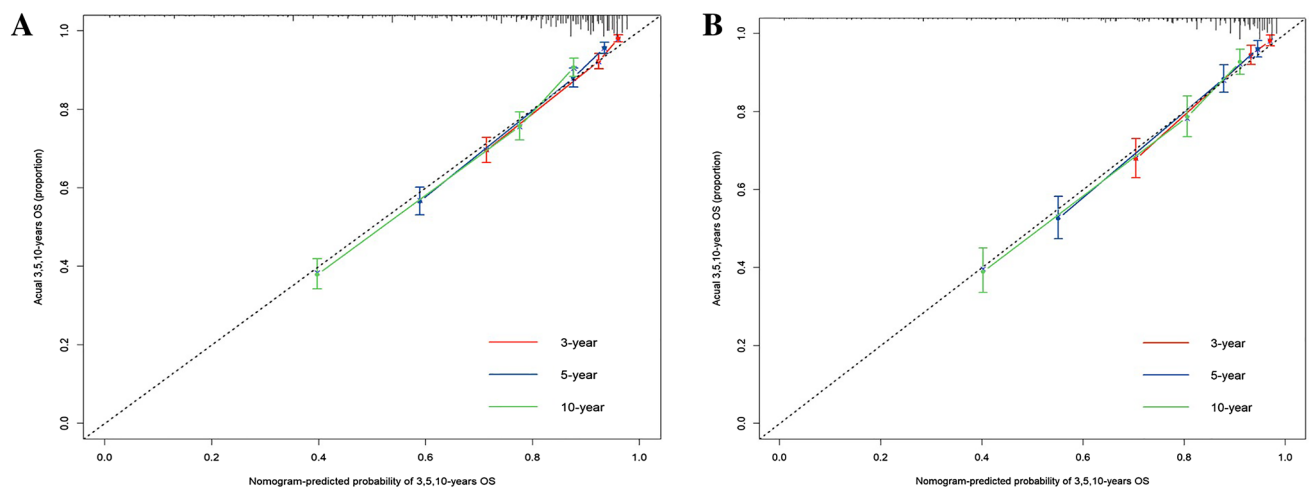 A
1.0
0.8
0.6
0.4
0.2
0.0
Acual 3,5,10-years OS (proportion)
3-year
5-year
10-year
0.0 0.2 0.4 0.6 0.8 1.0
Nomogram-predicted probability of 3,5,10-years OS
B
1.0
0.8
0.6
0.4
0.2
0.0
Acual 3,5,10-years OS (proportion)
3-year
5-year
10-year
0.0 0.2 0.4 0.6 0.8 1.0
Nomogram-predicted probability of 3,5,10-years OS